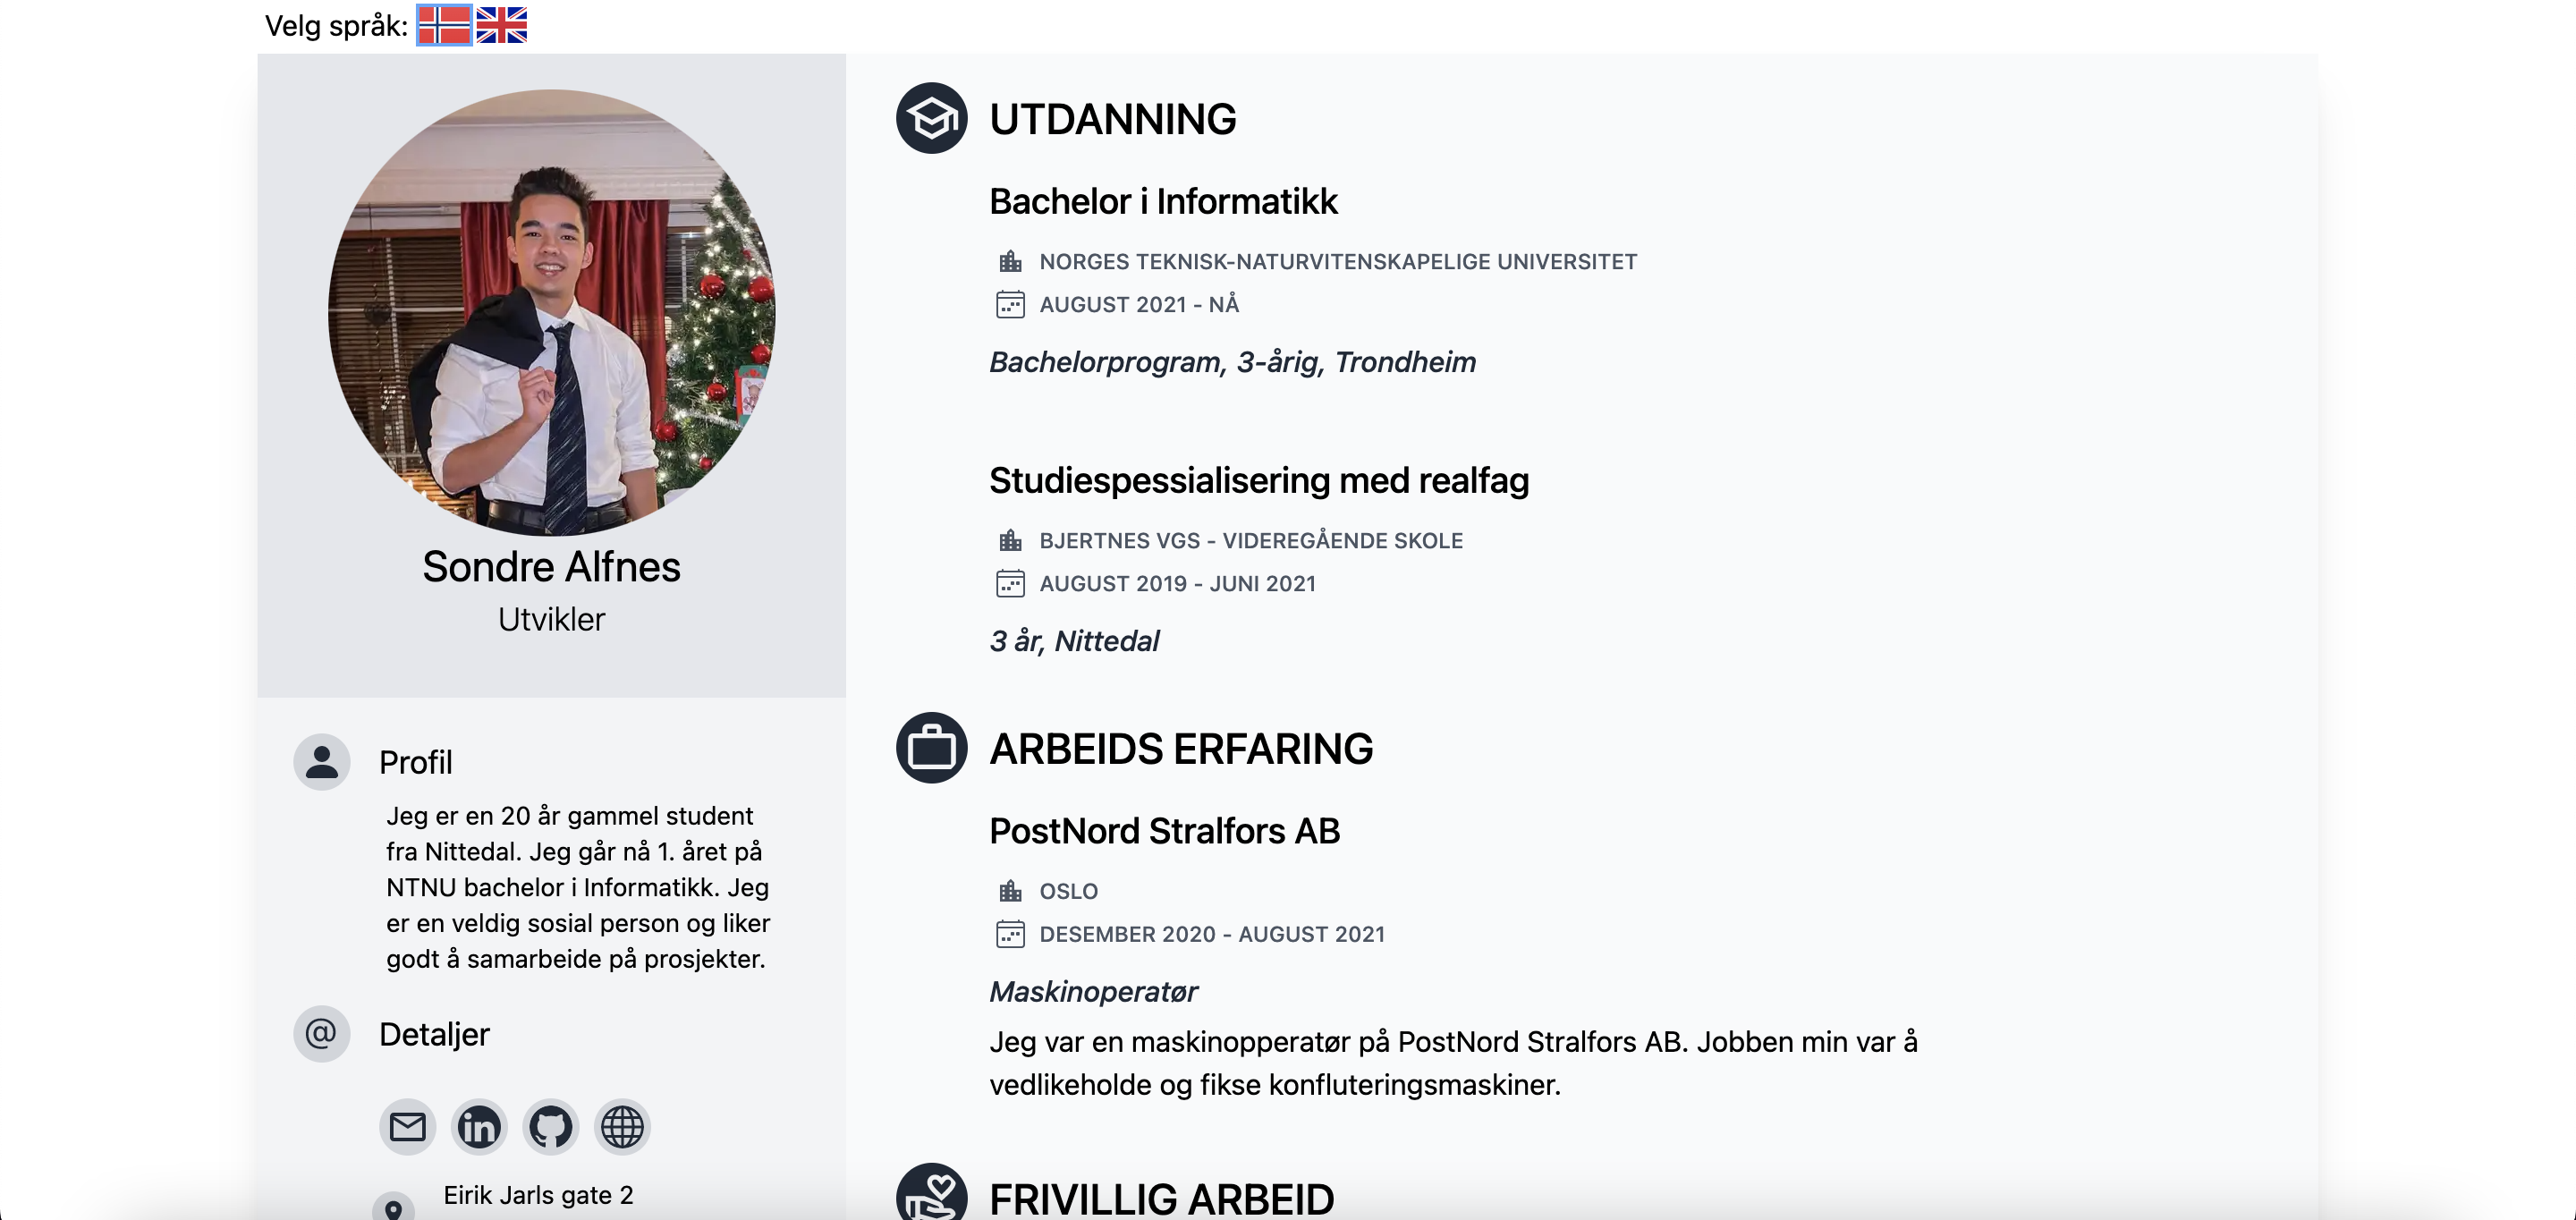 Velg språk:
Sondre Alfnes
Utvikler
Profil
Jeg er en 20 år gammel student
fra Nittedal. Jeg går nå 1. året på
NTNU bachelor i Informatikk. Jeg
er en veldig sosial person og liker
godt å samarbeide på prosjekter.
@ Detaljer
in
Eirik Jarls gate 2
UTDANNING
Bachelor i Informatikk
NORGES TEKNISK-NATURVITENSKAPELIGE UNIVERSITET
AUGUST 2021 - NÅ
Bachelorprogram, 3-årig, Trondheim
Studiespessialisering med realfag
BJERTNES VGS - VIDEREGÅENDE SKOLE
AUGUST 2019 - JUNI 2021
3 år, Nittedal
ARBEIDS ERFARING
PostNord Stralfors AB
OSLO
DESEMBER 2020 - AUGUST 2021
Maskinoperatør
Jeg var en maskinopperatør på PostNord Stralfors AB. Jobben min var å
vedlikeholde og fikse konfluteringsmaskiner.
FRIVILLIG ARBEID